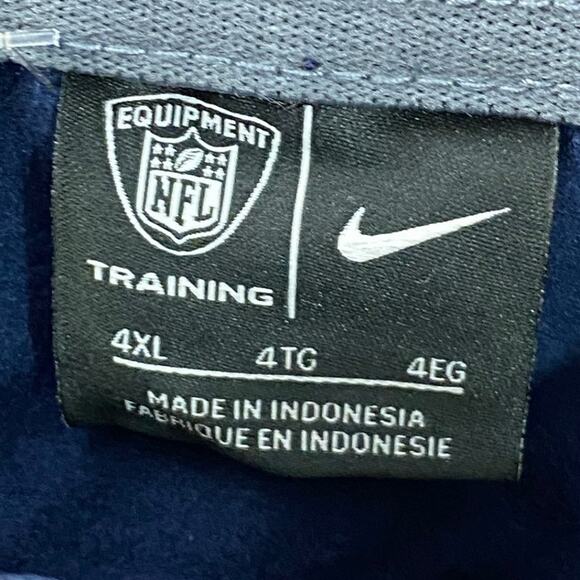 EQUIPMENT
NFL
TRAINING
4XL 4TG 4EG
MADE IN INDONESIA
FABRIQUE EN INDONESIE